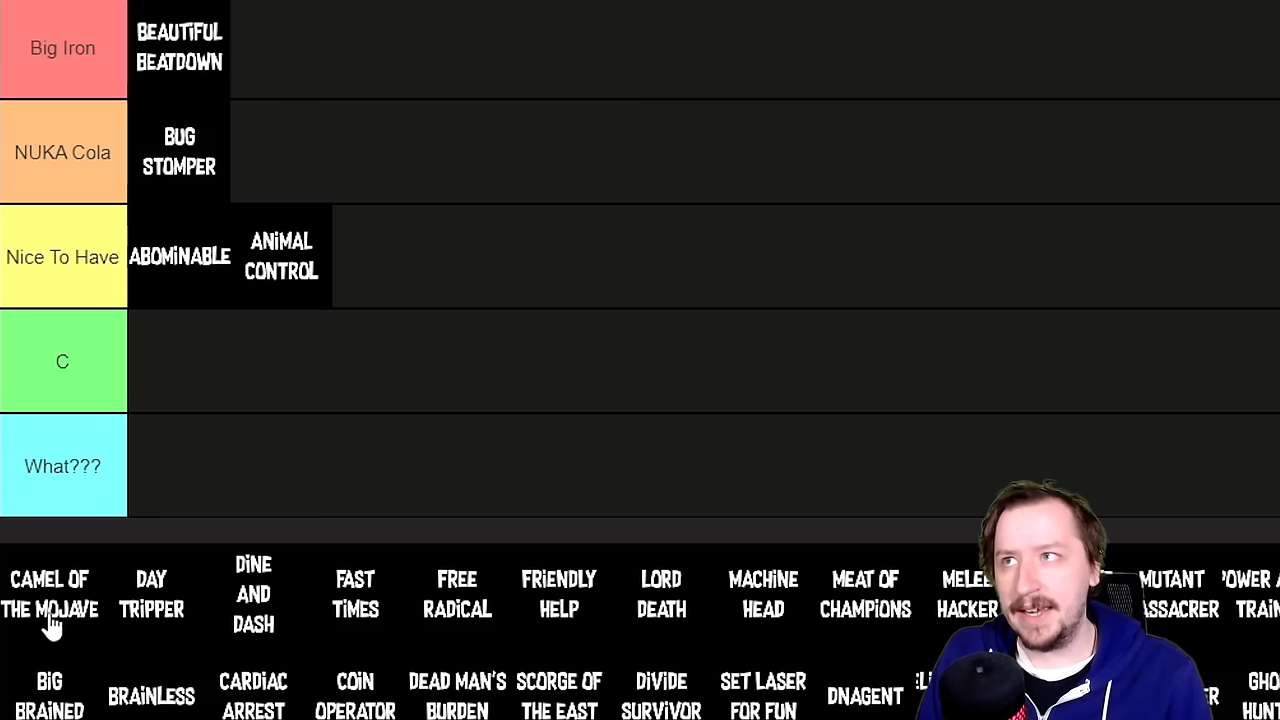 Big Iron
BEAUTIFUL
BEATDOWN
NUKA Cola
BUG
STOMPER
Nice To Have
ABOMINABLE
ANIMAL
CONTROL
C
What???
CAMEL OF
THE MOJAVE
DAY
TRIPPER
DINE
AND
DASH
FAST
TIMES
FREE
RADICAL
FRIENDLY
HELP
LORD
DEATH
MACHINE
HEAD
MEAT OF
CHAMPIONS
HACKER
MUTANT
BIG
BRAINED
BRAINLESS
CARDIAC
ARREST
COIN
OPERATOR
DEAD MAN'S
BURDEN
SCORGE OF
THE EAST
DIVIDE
SURVIVOR
SET LASER
FOR FUN
DNAGENT